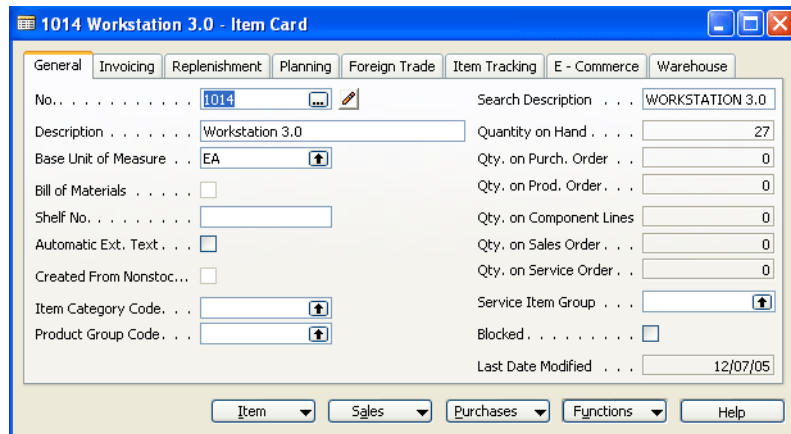 1014 Workstation 3.0 - Item Card
General Invoicing Replenishment Planning Foreign Trade Item Tracking E - Commerce Warehouse
No.. . . . . . . . . . . . 1014 ... Search Description . . . WORKSTATION 3.0
Description . . . . . . . Workstation 3.0 Quantity on Hand . . . . 27
Base Unit of Measure . . EA Qty. on Purch. Order . . 0
Bill of Materials . . . . . Qty. on Prod. Order. . . 0
Shelf No. . . . . . . . . Qty. on Component Lines 0
Automatic Ext. Text . . . Qty. on Sales Order . . . 0
Created From Nonstoc... Qty. on Service Order . . 0
Item Category Code. . . Service Item Group . . .
Product Group Code. . . Blocked . . . . . . . . .
Last Date Modified . . . 12/07/05
Item Sales Purchases Functions Help